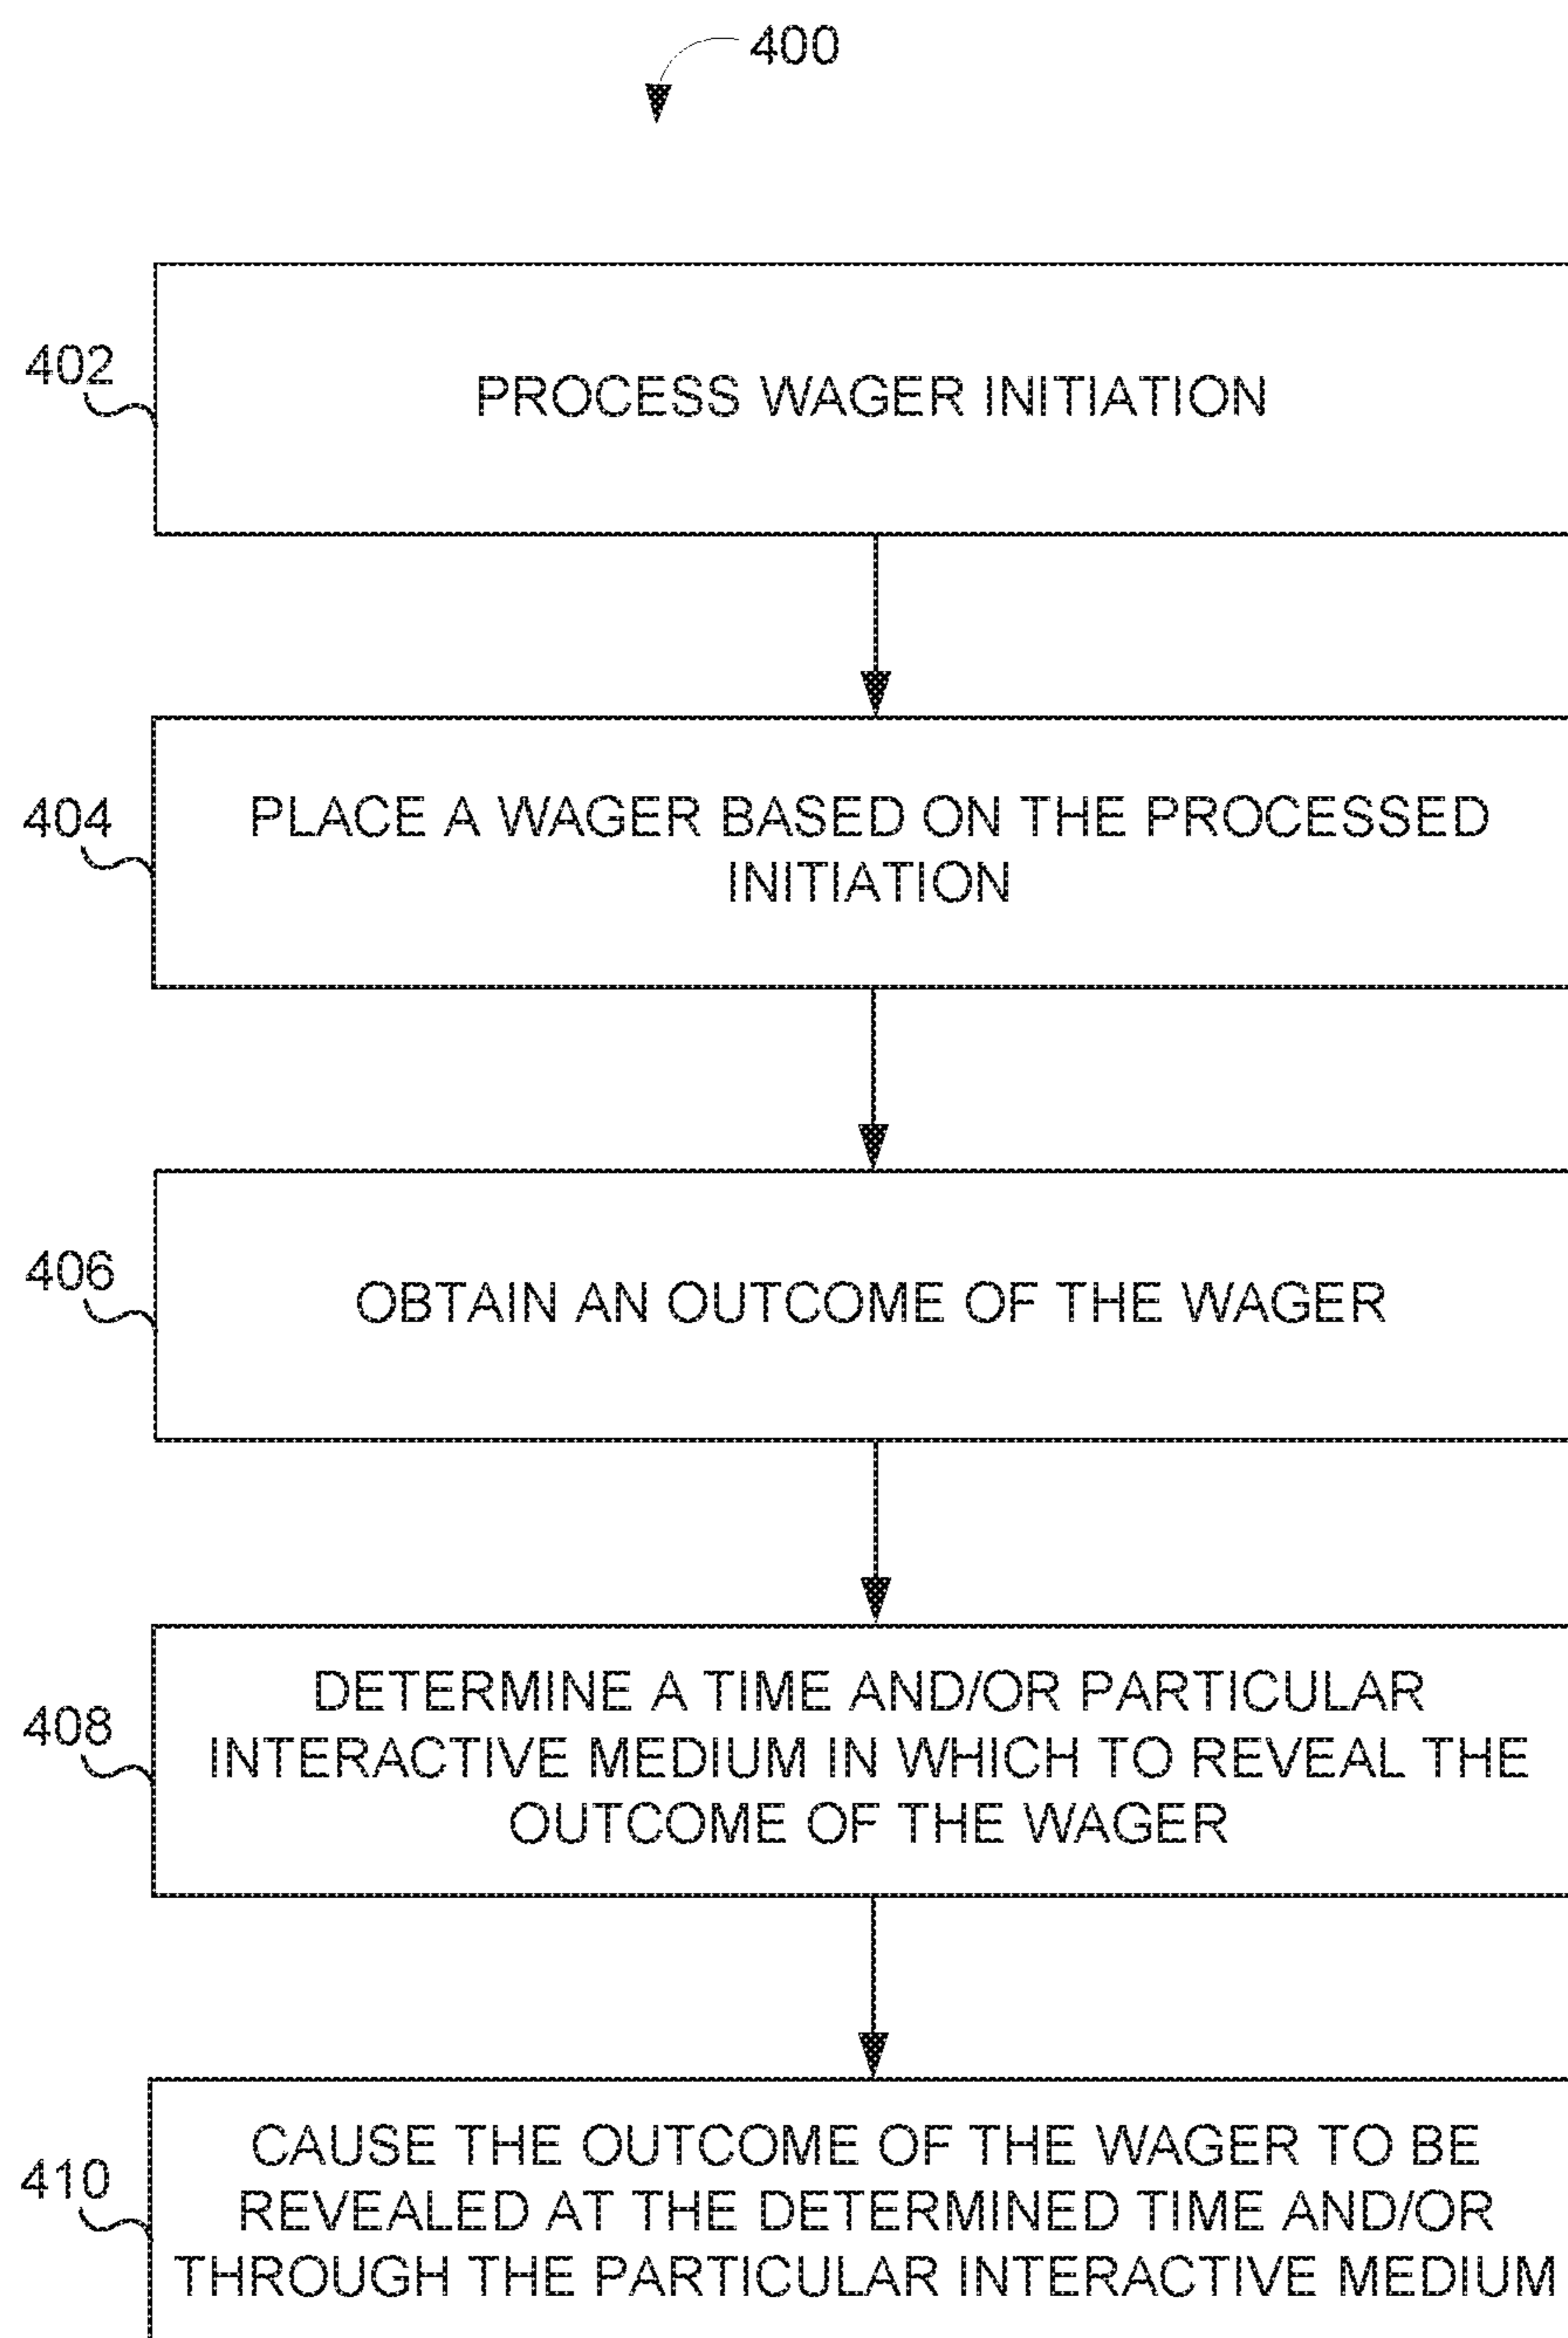 400
402
PROCESS WAGER INITIATION
404
PLACE A WAGER BASED ON THE PROCESSED
INITIATION
406
OBTAIN AN OUTCOME OF THE WAGER
408
DETERMINE A TIME AND/OR PARTICULAR
INTERACTIVE MEDIUM IN WHICH TO REVEAL THE
OUTCOME OF THE WAGER
410
CAUSE THE OUTCOME OF THE WAGER TO BE
REVEALED AT THE DETERMINED TIME AND/OR
THROUGH THE PARTICULAR INTERACTIVE MEDIUM